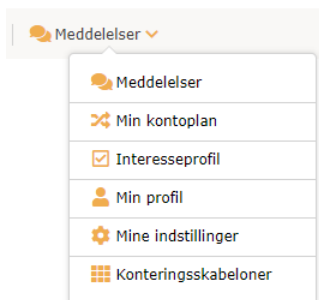 Meddelelser
Meddelelser
Min kontoplan
Interesseprofil
Min profil
Mine indstillinger
Konteringsskabeloner